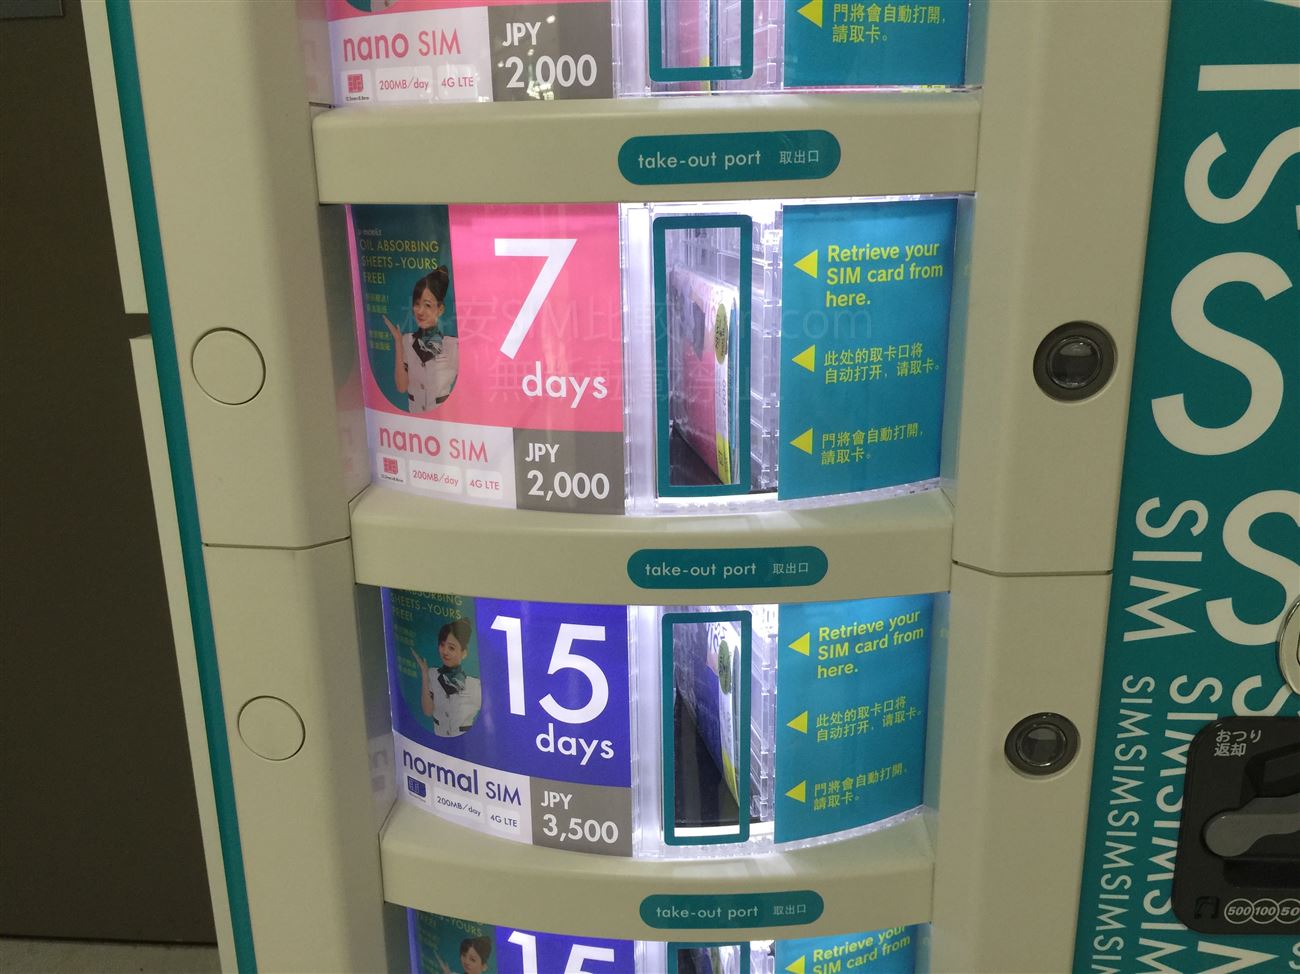 nano SIM
200MB/day 4G LTE
JPY
2,000
門將會自動打開,
請取卡。
take-out port 取出口
OIL ABSORBING
SHEETS-YOURS
FREE!
7
days
nano SIM
200MB/day 4G LTE
JPY
2,000
Retrieve your
SIM card from
here.
此处的取卡口将
自动打开，请取卡。
門將會自動打開,
請取卡。
take-out port 取出口
ABSORBING
SHEETS-YOURS
FREE!
15
days
normal SIM
200MB/day 4G LTE
JPY
3,500
Retrieve your
SIM card from
here.
此处的取卡口将
自动打开，请取卡。
門將會自動打開,
請取卡。
take-out port 取出口
15
Retrieve your
SIM card from
SIM
SIM
SIMSIMSIMSIM
おつり
返却
500 100 50